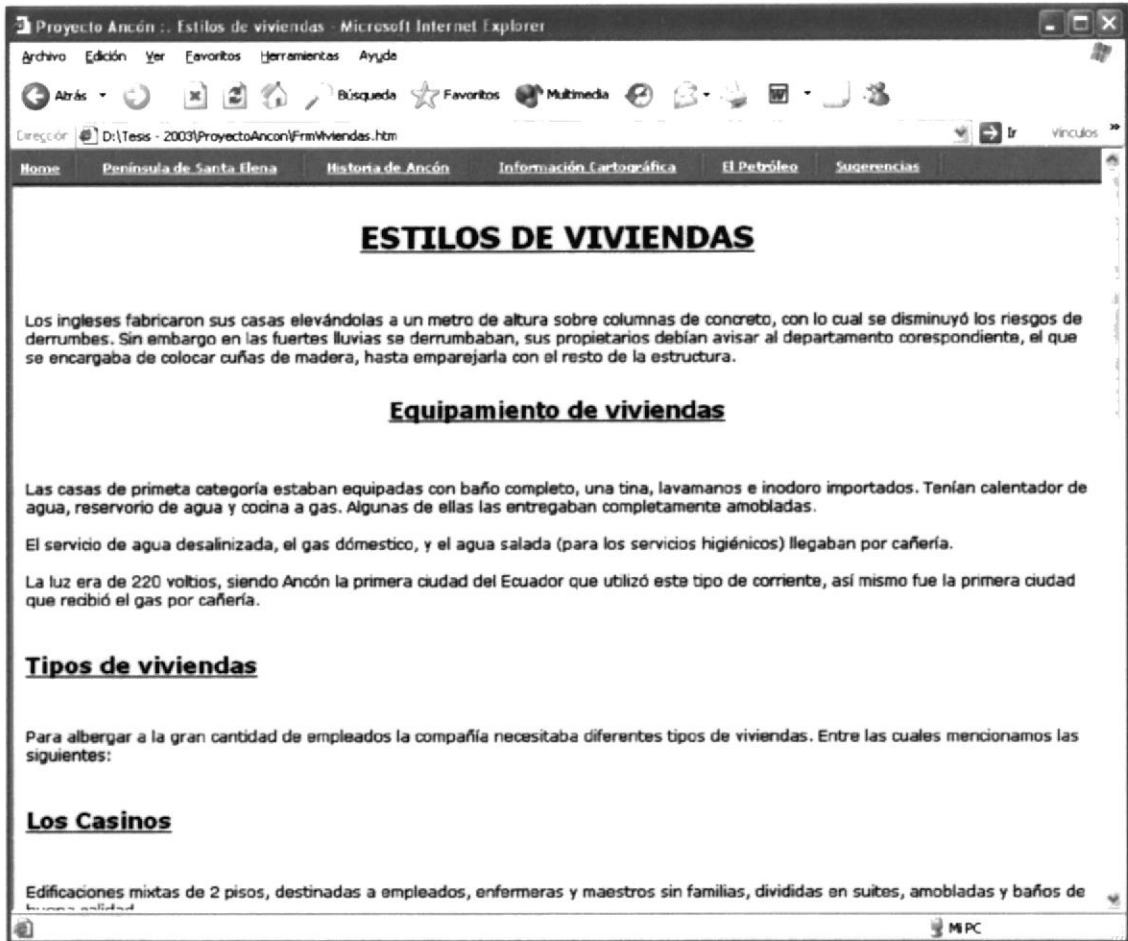 Proyecto Ancón :. Estilos de viviendas - Microsoft Internet Explorer
Archivo Edición Ver Favoritos Herramientas Ayuda
Atrás Búsqueda Favoritos Multimedia
Dirección D:\Tesis - 2003\ProyectoAncon\FrmViviendas.htm Ir Vínculos »
Home Península de Santa Elena Historia de Ancón Información Cartográfica El Petróleo Sugerencias
ESTILOS DE VIVIENDAS
Los ingleses fabricaron sus casas elevándolas a un metro de altura sobre columnas de concreto, con lo cual se disminuyó los riesgos de
derrumbes. Sin embargo en las fuertes lluvias se derrumbaban, sus propietarios debían avisar al departamento corespondiente, el que
se encargaba de colocar cuñas de madera, hasta emparejarla con el resto de la estructura.
Equipamiento de viviendas
Las casas de primeta categoría estaban equipadas con baño completo, una tina, lavamanos e inodoro importados. Tenían calentador de
agua, reservorio de agua y cocina a gas. Algunas de ellas las entregaban completamente amobladas.
El servicio de agua desalinizada, el gas dómestico, y el agua salada (para los servicios higiénicos) llegaban por cañería.
La luz era de 220 voltios, siendo Ancón la primera ciudad del Ecuador que utilizó este tipo de corriente, así mismo fue la primera ciudad
que recibió el gas por cañería.
Tipos de viviendas
Para albergar a la gran cantidad de empleados la compañía necesitaba diferentes tipos de viviendas. Entre las cuales mencionamos las
siguientes:
Los Casinos
Edificaciones mixtas de 2 pisos, destinadas a empleados, enfermeras y maestros sin familias, divididas en suites, amobladas y baños de
Mi PC